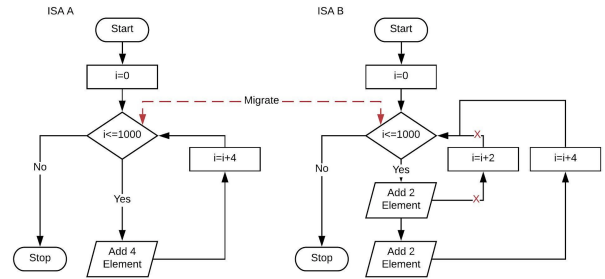 ISA A
Start
i=0
i<=1000
No
Yes
i=i+4
Stop
Add 4
Element
Migrate
ISA B
Start
i=0
i<=1000
X
No
Yes
i=i+2
i=i+4
Add 2
Element
X
Stop
Add 2
Element